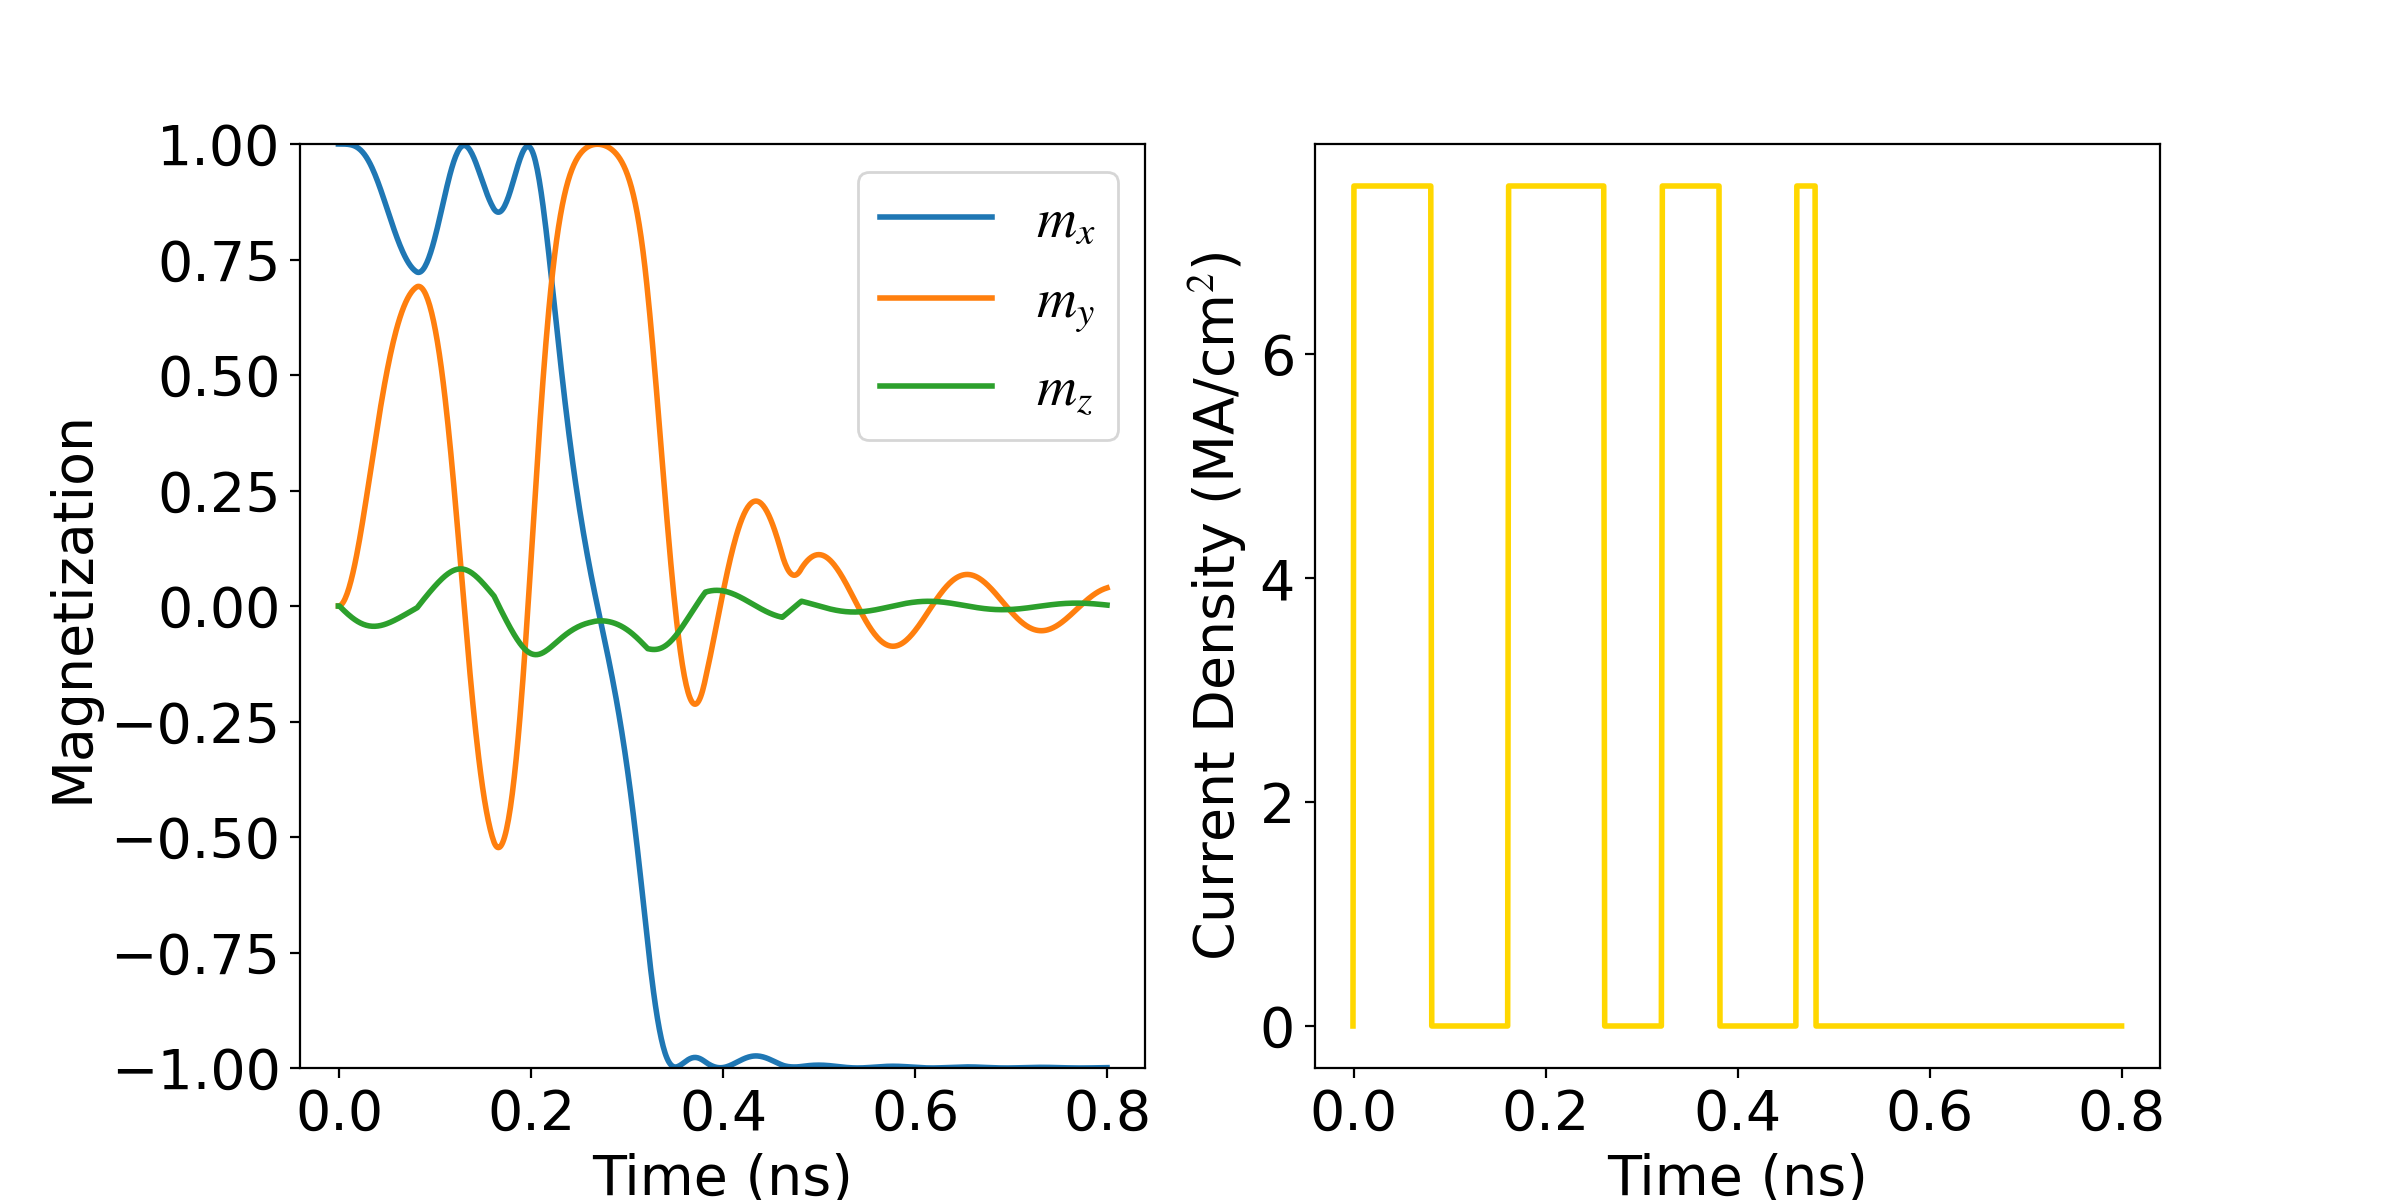 1.00
0.75
0.50
0.25
0.00
−0.25
−0.50
−0.75
−1.00
Magnetization
0.0 0.2 0.4 0.6 0.8
Time (ns)
m_x
m_y
m_z
6
4
2
0
Current Density (MA/cm²)
0.0 0.2 0.4 0.6 0.8
Time (ns)